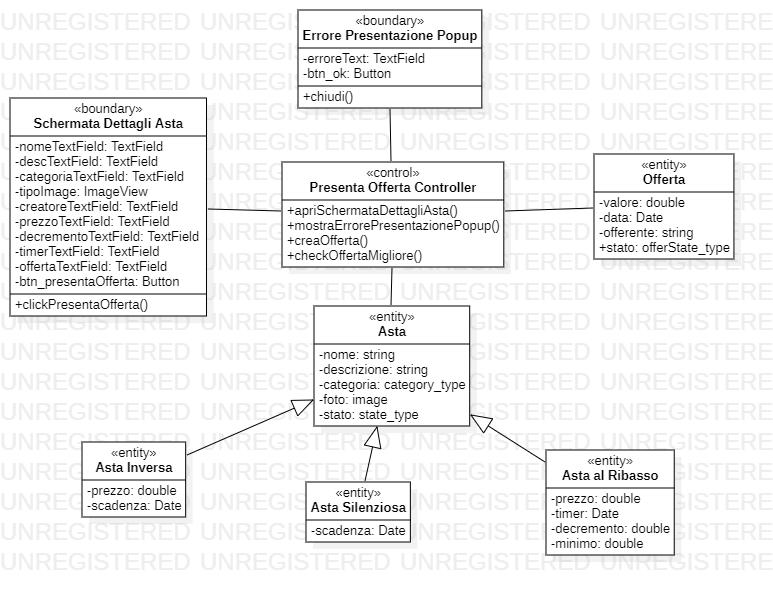 «boundary»
Errore Presentazione Popup
-erroreText: TextField
-btn_ok: Button
+chiudi()
«boundary»
Schermata Dettagli Asta
-nomeTextField: TextField
-descTextField: TextField
-categoriaTextField: TextField
-tipoImage: ImageView
-creatoreTextField: TextField
-prezzoTextField: TextField
-decrementoTextField: TextField
-timerTextField: TextField
-offertaTextField: TextField
-btn_presentaOfferta: Button
+clickPresentaOfferta()
«control»
Presenta Offerta Controller
+apriSchermataDettagliAsta()
+mostraErrorePresentazionePopup()
+creaOfferta()
+checkOffertaMigliore()
«entity»
Offerta
-valore: double
-data: Date
-offerente: string
+stato: offerState_type
«entity»
Asta
-nome: string
-descrizione: string
-categoria: category_type
-foto: image
-stato: state_type
«entity»
Asta Inversa
-prezzo: double
-scadenza: Date
«entity»
Asta Silenziosa
-scadenza: Date
«entity»
Asta al Ribasso
-prezzo: double
-timer: Date
-decremento: double
-minimo: double
UNREGISTERED